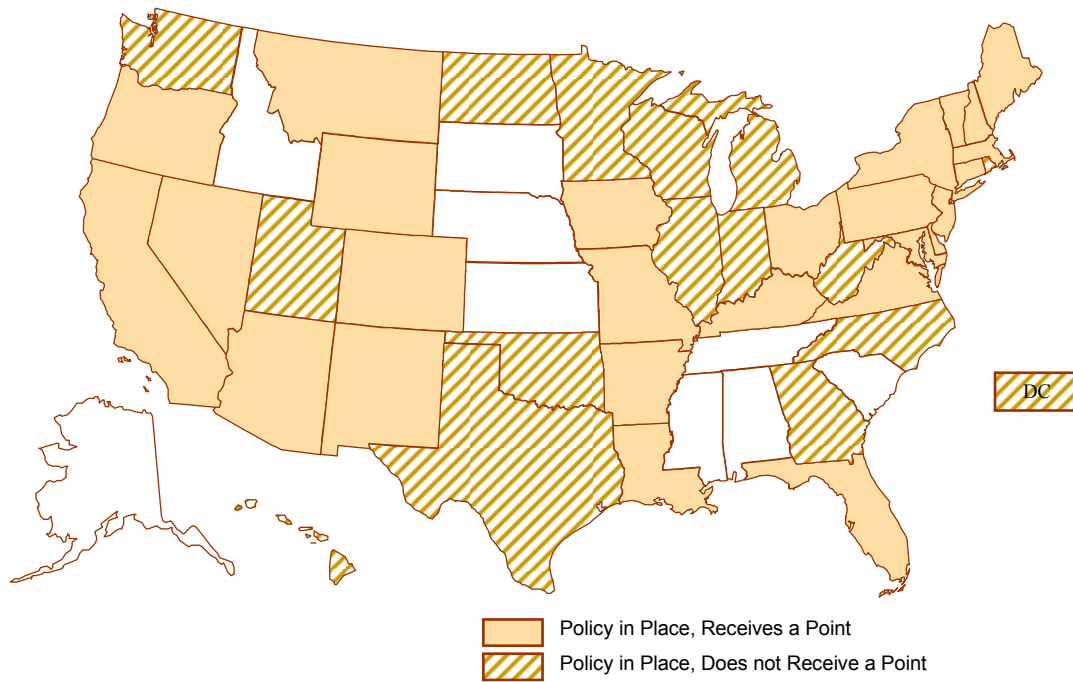 DC
Policy in Place, Receives a Point
Policy in Place, Does not Receive a Point